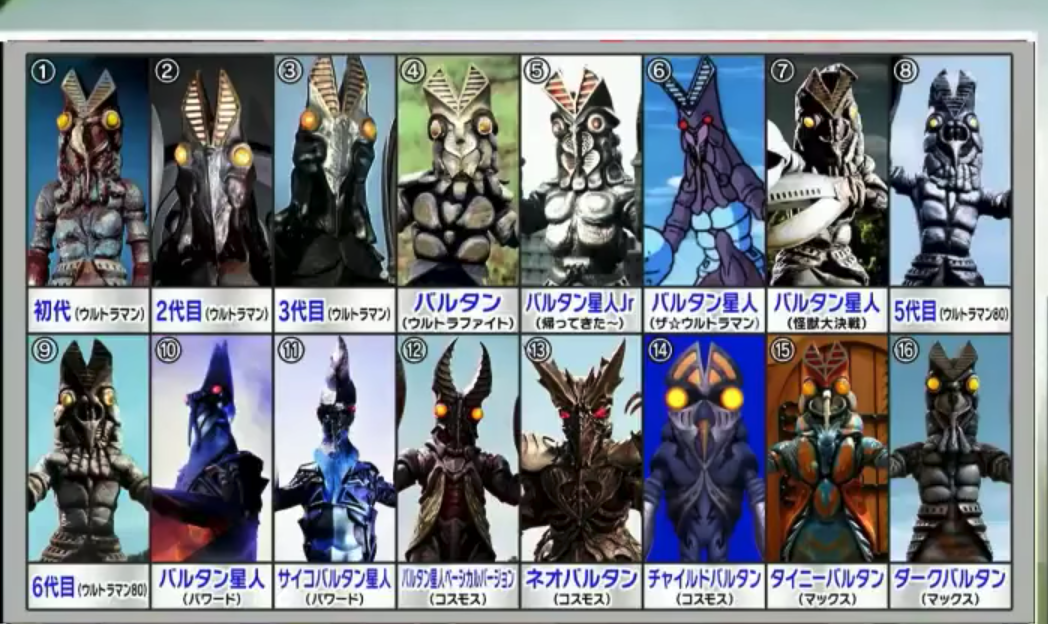 ① ② ③ ④ ⑤ ⑥ ⑦ ⑧
初代(ウルトラマン) 2代目(ウルトラマン) 3代目(ウルトラマン) バルタン バルタン星人Jr バルタン星人 バルタン星人 5代目(ウルトラマン80)
(ウルトラファイト) (帰ってきた〜) (ザ☆ウルトラマン) (怪獣大決戦)
⑨ ⑩ ⑪ ⑫ ⑬ ⑭ ⑮ ⑯
6代目(ウルトラマン80) バルタン星人 サイコバルタン星人 バルタン星人ベーシカルバージョン ネオバルタン チャイルドバルタン タイニーバルタン ダークバルタン
(パワード) (パワード) (コスモス) (コスモス) (コスモス) (マックス) (マックス)